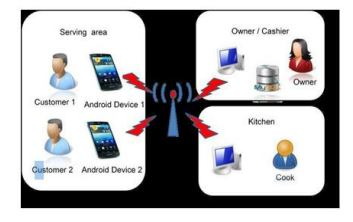 Serving area
Customer 1
Android Device 1
Customer 2
Android Device 2
Owner / Cashier
Owner
Kitchen
Cook